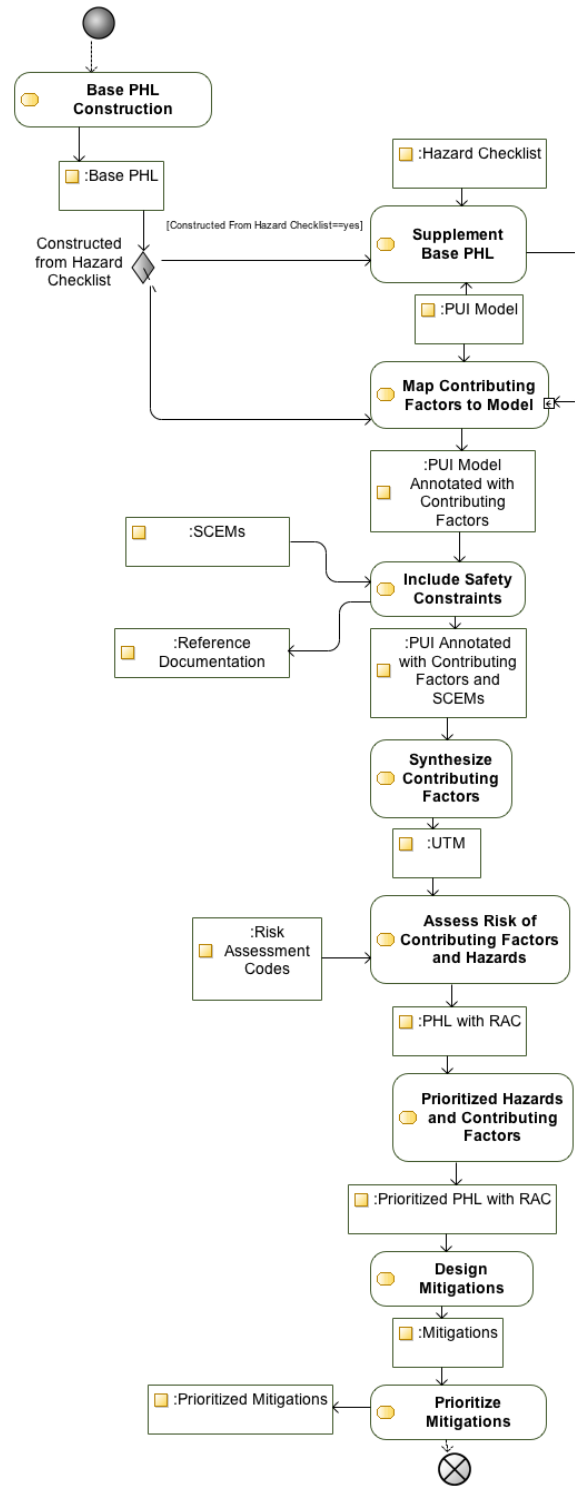 Base PHL
Construction
:Base PHL
:Hazard Checklist
[Constructed From Hazard Checklist==yes]
Constructed
from Hazard
Checklist
Supplement
Base PHL
:PUI Model
Map Contributing
Factors to Model
:PUI Model
Annotated with
Contributing
Factors
:SCEMs
Include Safety
Constraints
:Reference
Documentation
:PUI Annotated
with Contributing
Factors and
SCEMs
Synthesize
Contributing
Factors
:UTM
:Risk
Assessment
Codes
Assess Risk of
Contributing Factors
and Hazards
:PHL with RAC
Prioritized Hazards
and Contributing
Factors
:Prioritized PHL with RAC
Design
Mitigations
:Mitigations
:Prioritized Mitigations
Prioritize
Mitigations